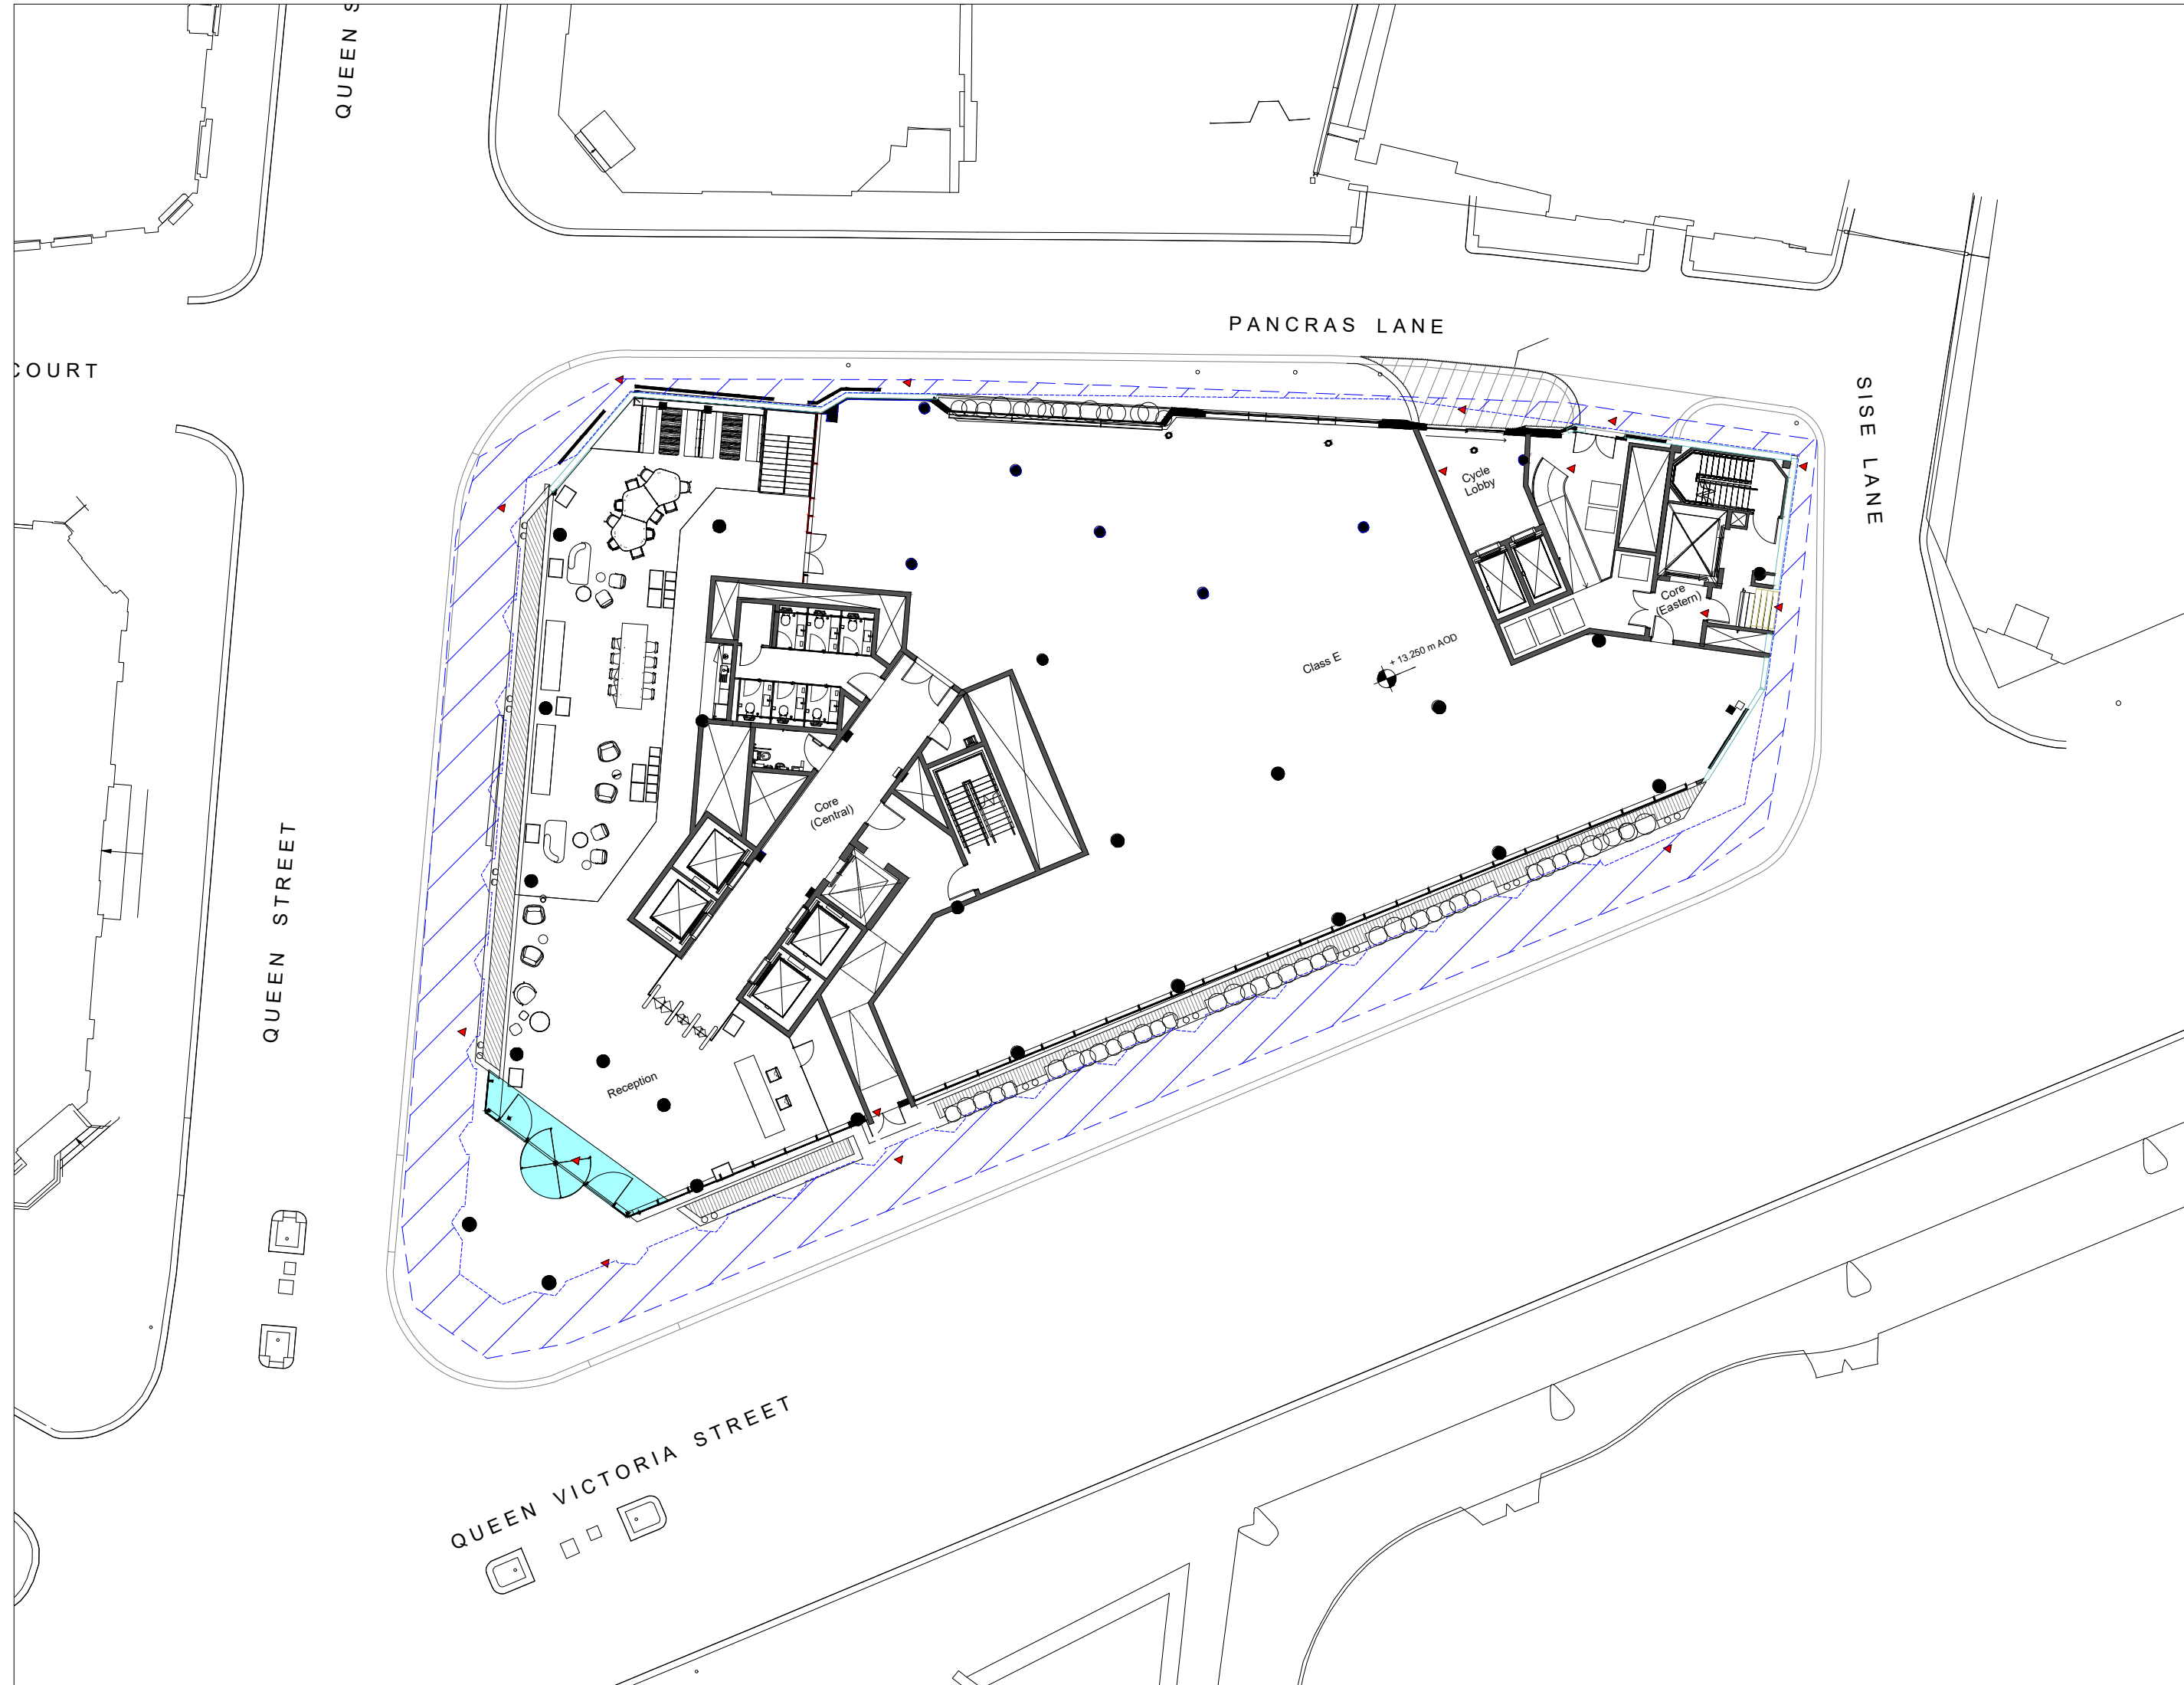 QUEEN S
COURT
PANCRAS LANE
SISE LANE
Cycle
Lobby
Core
(Eastern)
Class E
+ 13.250 m AOD
Core
(Central)
QUEEN STREET
Reception
QUEEN VICTORIA STREET